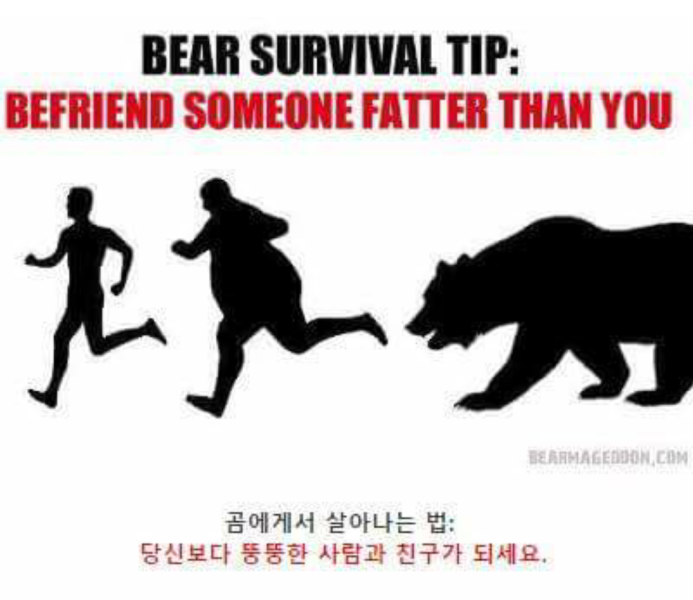 BEAR SURVIVAL TIP:
BEFRIEND SOMEONE FATTER THAN YOU
BEARMAGEDDON.COM
곰에게서 살아나는 법:
당신보다 뚱뚱한 사람과 친구가 되세요.